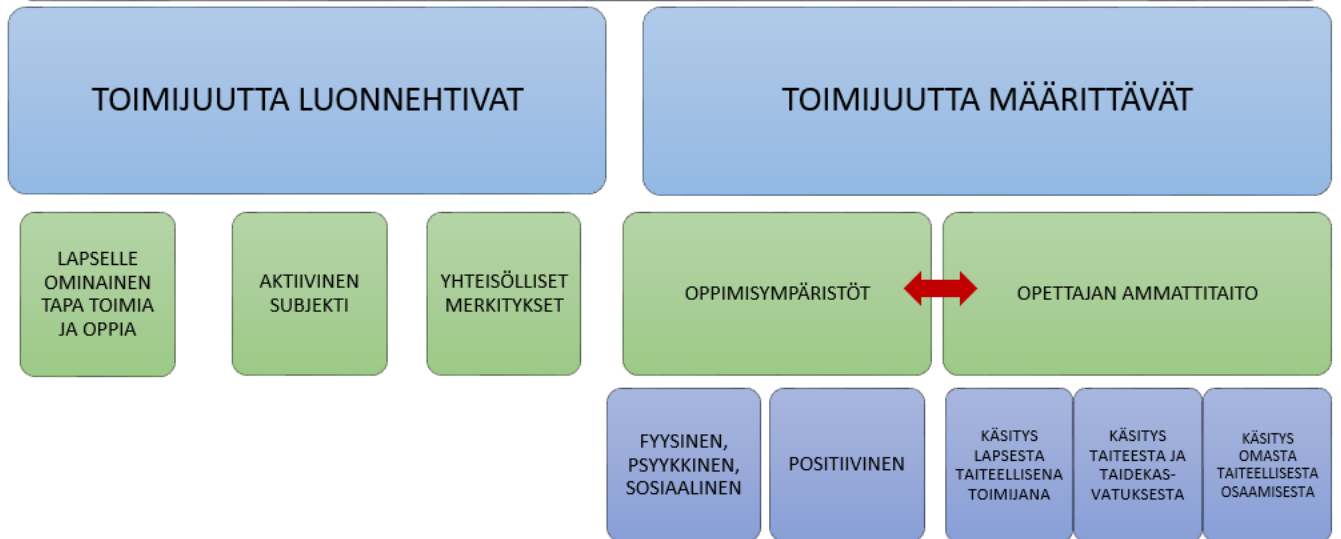 TOIMIJUUTTA LUONNEHTIVAT
TOIMIJUUTTA MÄÄRITTÄVÄT
LAPSELLE
OMINAINEN
TAPA TOIMIA
JA OPPIA
AKTIIVINEN
SUBJEKTI
YHTEISÖLLISET
MERKITYKSET
OPPIMISYMPÄRISTÖT
OPETTAJAN AMMATTITAITO
FYYSINEN,
PSYYKKINEN,
SOSIAALINEN
POSITIIVINEN
KÄSITYS
LAPSESTA
TAITEELLISENA
TOIMIJANA
KÄSITYS
TAITEESTA JA
TAIDEKAS-
VATUKSESTA
KÄSITYS
OMASTA
TAITEELLISESTA
OSAAMISESTA